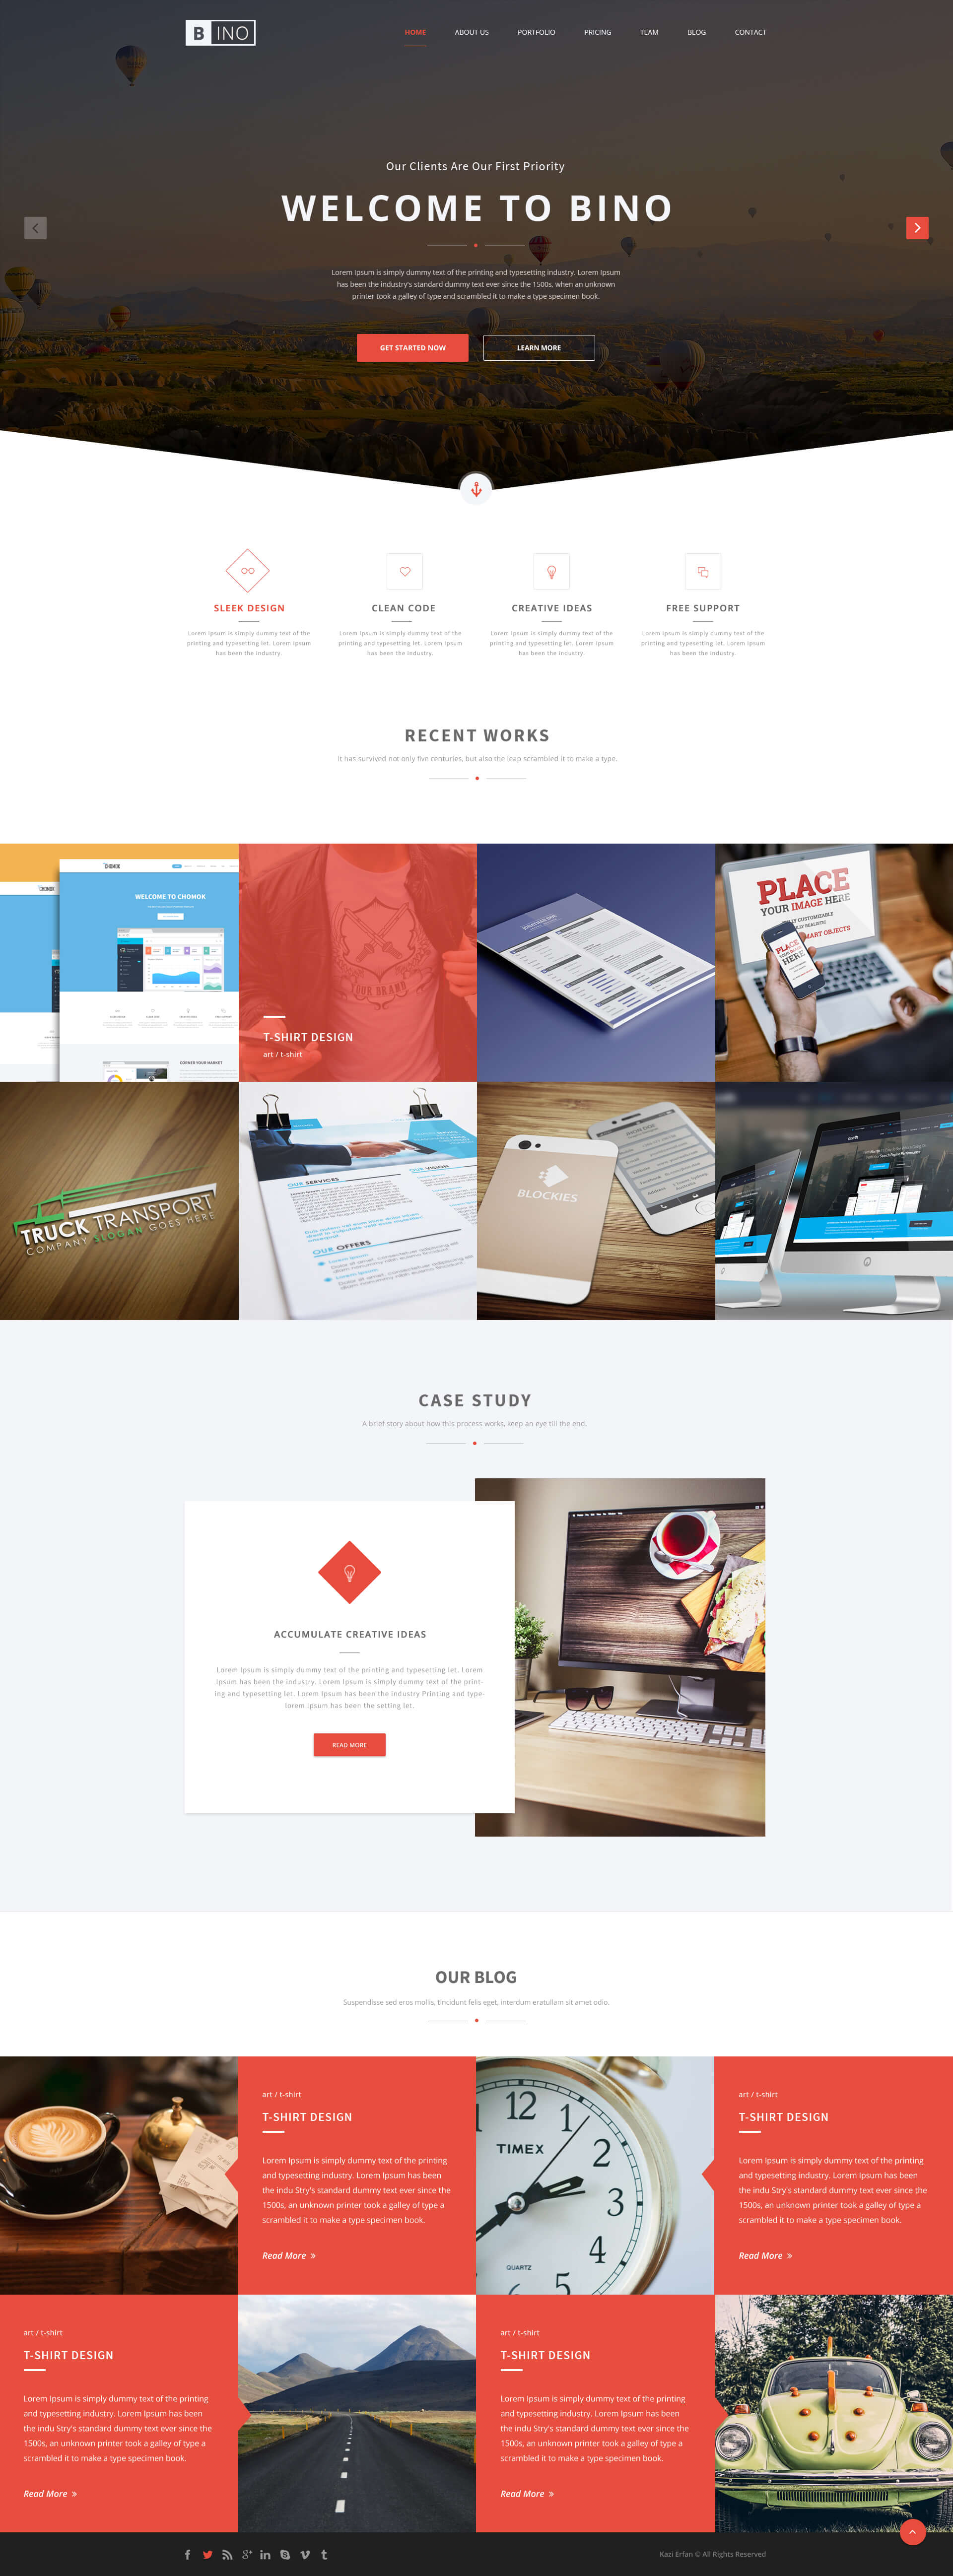 B INO
HOME ABOUT US PORTFOLIO PRICING TEAM BLOG CONTACT
Our Clients Are Our First Priority
WELCOME TO BINO
Lorem Ipsum is simply dummy text of the printing and typesetting industry. Lorem Ipsum
has been the industry's standard dummy text ever since the 1500s, when an unknown
printer took a galley of type and scrambled it to make a type specimen book.
GET STARTED NOW
LEARN MORE
SLEEK DESIGN
Lorem Ipsum is simply dummy text of the
printing and typesetting let. Lorem Ipsum
has been the industry.
CLEAN CODE
Lorem Ipsum is simply dummy text of the
printing and typesetting let. Lorem Ipsum
has been the industry.
CREATIVE IDEAS
Lorem Ipsum is simply dummy text of the
printing and typesetting let. Lorem Ipsum
has been the industry.
FREE SUPPORT
Lorem Ipsum is simply dummy text of the
printing and typesetting let. Lorem Ipsum
has been the industry.
RECENT WORKS
It has survived not only five centuries, but also the leap scrambled it to make a type.
CHOMOK
CHOMOK
WELCOME TO CHOMOK
CORNER YOUR MARKET
YOUR BRAND
T-SHIRT DESIGN
art / t-shirt
PLACE
YOUR IMAGE HERE
FULLY CUSTOMIZABLE
REALISTIC
SMART OBJECTS
PLACE
HERE
TRUCK TRANSPORT
COMPANY SLOGAN GOES HERE
OUR SERVICES
OUR VISION
OUR OFFERS
BLOCKIES
CASE STUDY
A brief story about how this process works, keep an eye till the end.
ACCUMULATE CREATIVE IDEAS
Lorem Ipsum is simply dummy text of the printing and typesetting let. Lorem
Ipsum has been the industry. Lorem Ipsum is simply dummy text of the print-
ing and typesetting let. Lorem Ipsum has been the industry Printing and type-
lorem Ipsum has been the setting let.
READ MORE
OUR BLOG
Suspendisse sed eros mollis, tincidunt felis eget, interdum eratullam sit amet odio.
art / t-shirt
T-SHIRT DESIGN
Lorem Ipsum is simply dummy text of the printing
and typesetting industry. Lorem Ipsum has been
the indu Stry's standard dummy text ever since the
1500s, an unknown printer took a galley of type a
scrambled it to make a type specimen book.
Read More »
12
1
2
3
4
5
6
TIMEX
QUARTZ
art / t-shirt
T-SHIRT DESIGN
Lorem Ipsum is simply dummy text of the printing
and typesetting industry. Lorem Ipsum has been
the indu Stry's standard dummy text ever since the
1500s, an unknown printer took a galley of type a
scrambled it to make a type specimen book.
Read More »
art / t-shirt
T-SHIRT DESIGN
Lorem Ipsum is simply dummy text of the printing
and typesetting industry. Lorem Ipsum has been
the indu Stry's standard dummy text ever since the
1500s, an unknown printer took a galley of type a
scrambled it to make a type specimen book.
Read More »
art / t-shirt
T-SHIRT DESIGN
Lorem Ipsum is simply dummy text of the printing
and typesetting industry. Lorem Ipsum has been
the indu Stry's standard dummy text ever since the
1500s, an unknown printer took a galley of type a
scrambled it to make a type specimen book.
Read More »
Kazi Erfan © All Rights Reserved